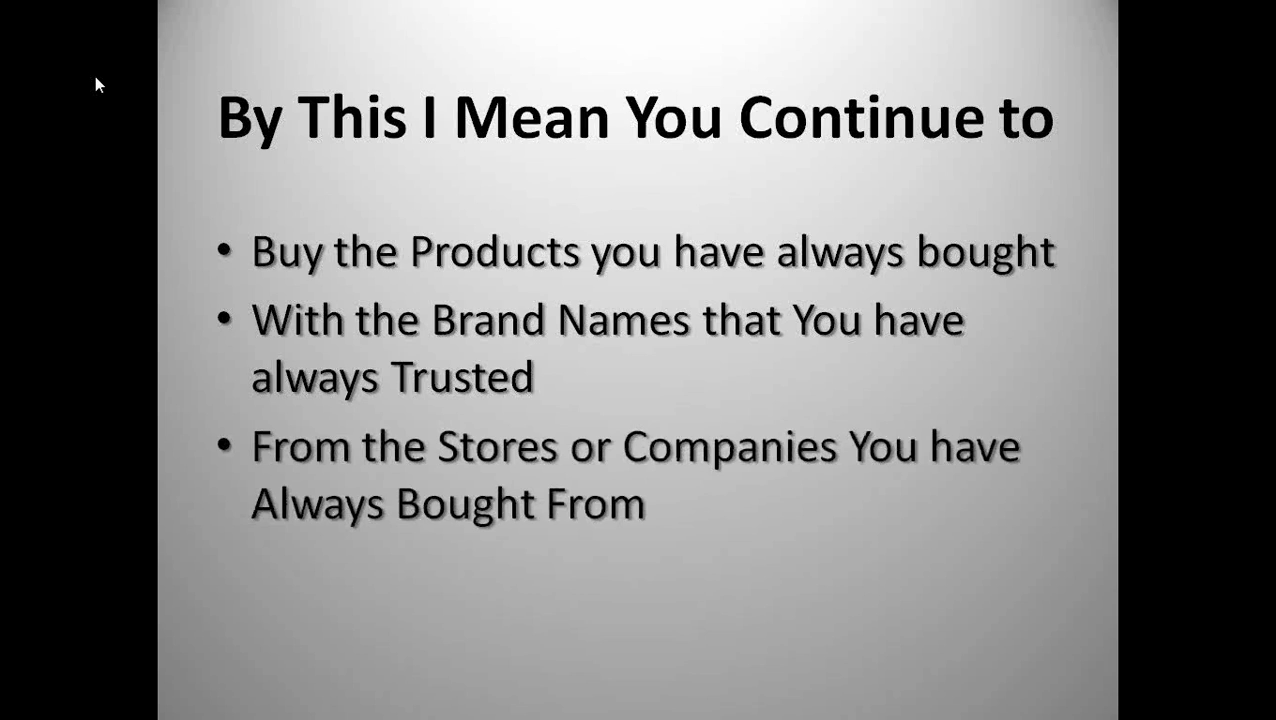 By This I Mean You Continue to
• Buy the Products you have always bought
• With the Brand Names that You have
always Trusted
• From the Stores or Companies You have
Always Bought From